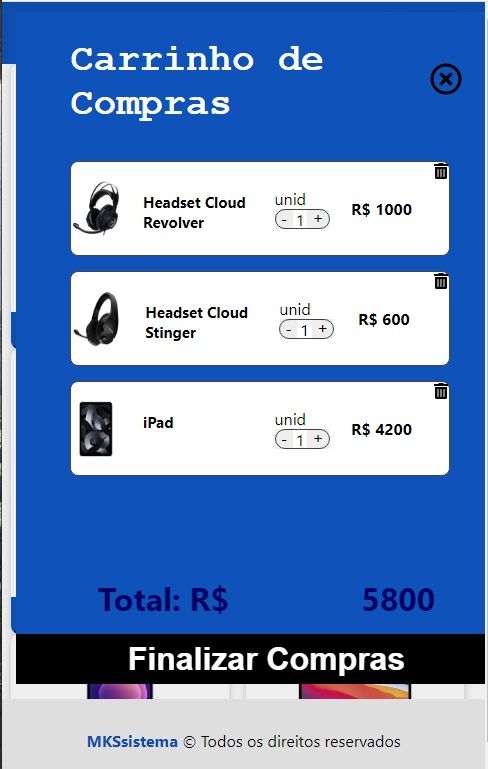 Carrinho de
Compras
Headset Cloud
Revolver
unid
- 1 +
R$ 1000
Headset Cloud
Stinger
unid
- 1 +
R$ 600
iPad
unid
- 1 +
R$ 4200
Total: R$ 5800
Finalizar Compras
MKSsistema © Todos os direitos reservados